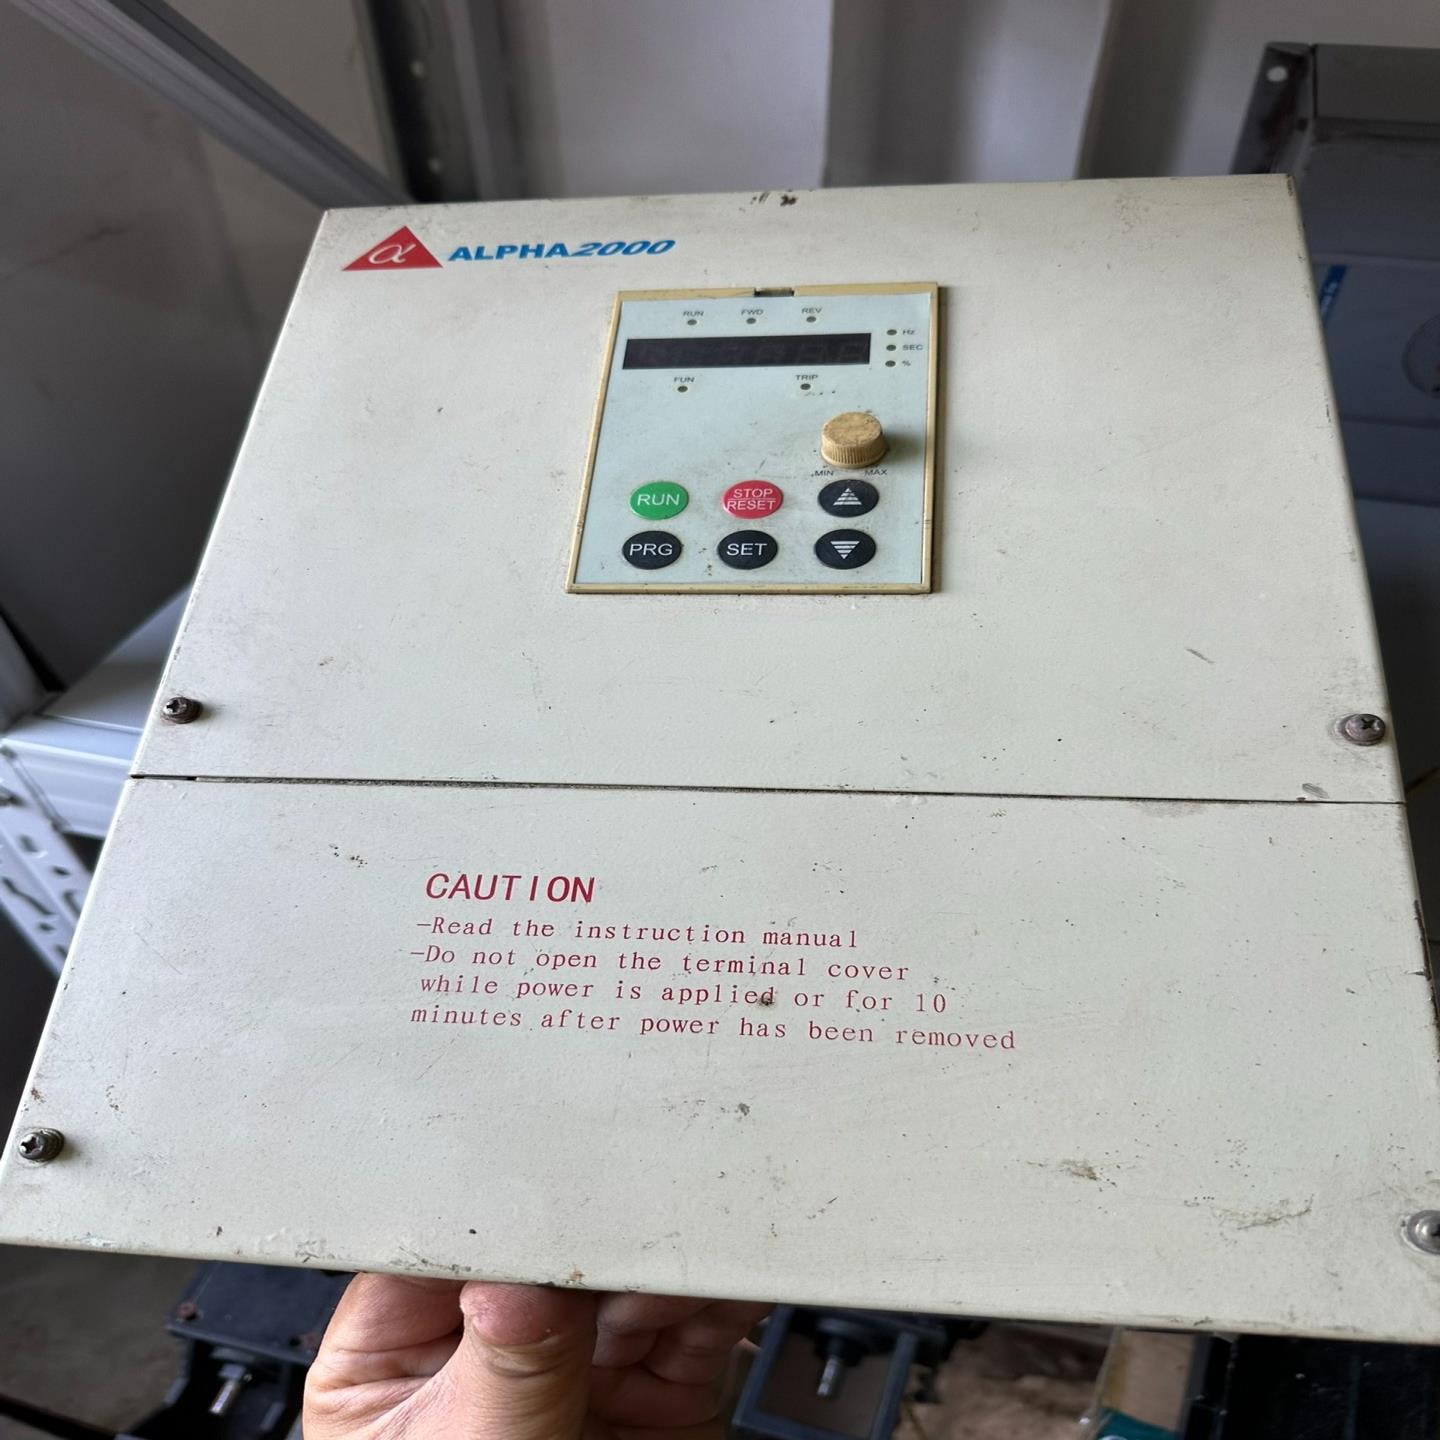 α ALPHA2000
RUN FWD REV
Hz
SEC
%
FUN TRIP
MIN MAX
RUN STOP RESET
PRG SET
CAUTION
-Read the instruction manual
-Do not open the terminal cover
while power is applied or for 10
minutes after power has been removed